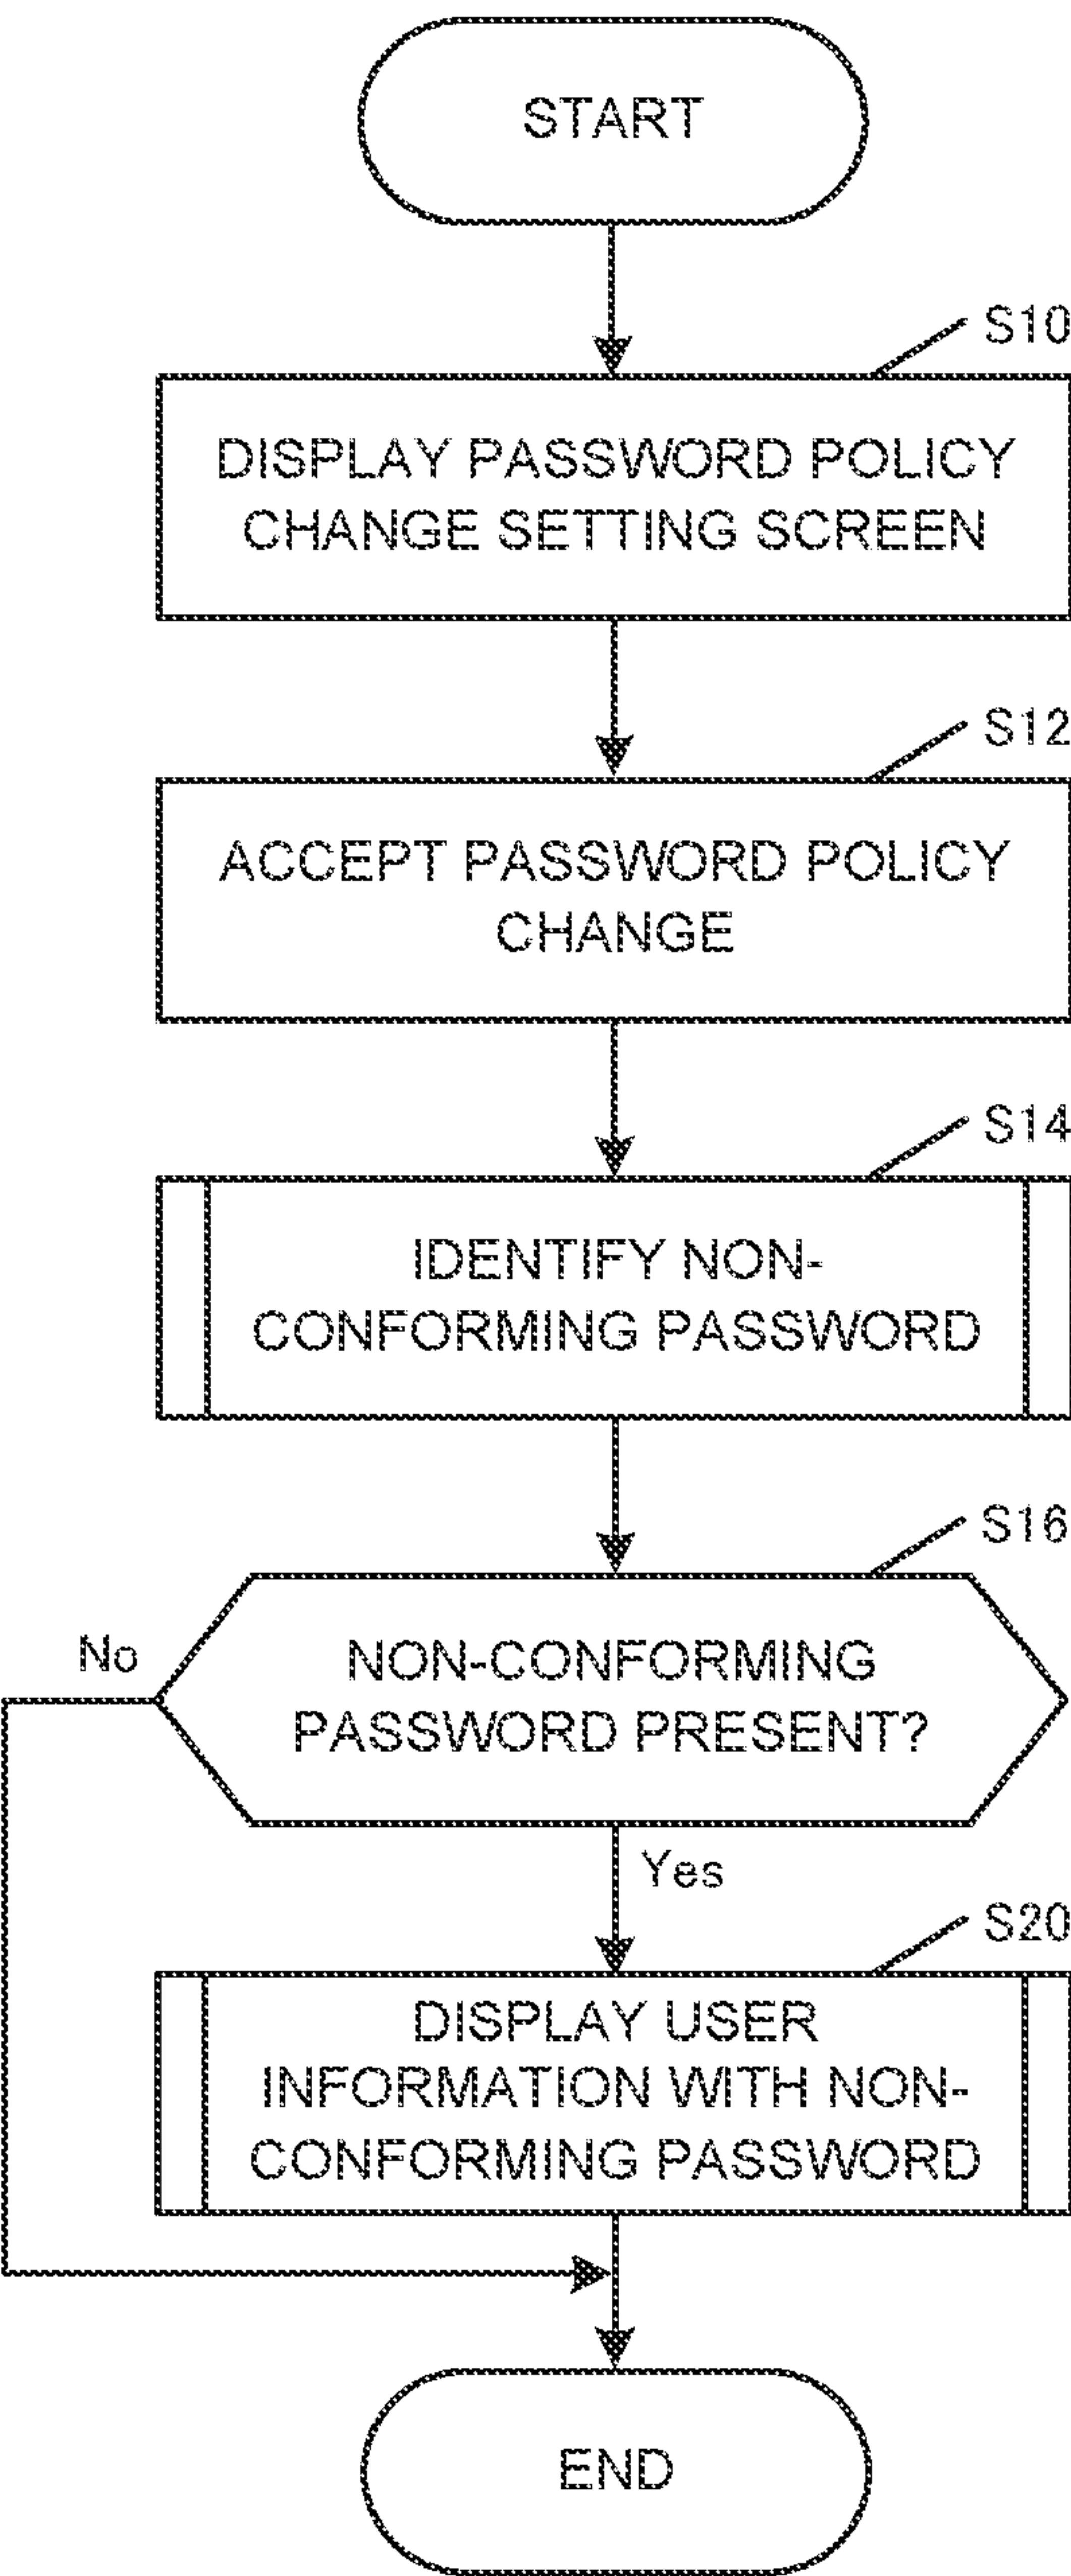 START
S10
DISPLAY PASSWORD POLICY
CHANGE SETTING SCREEN
S12
ACCEPT PASSWORD POLICY
CHANGE
S14
IDENTIFY NON-
CONFORMING PASSWORD
S16
No
NON-CONFORMING
PASSWORD PRESENT?
Yes
S20
DISPLAY USER
INFORMATION WITH NON-
CONFORMING PASSWORD
END